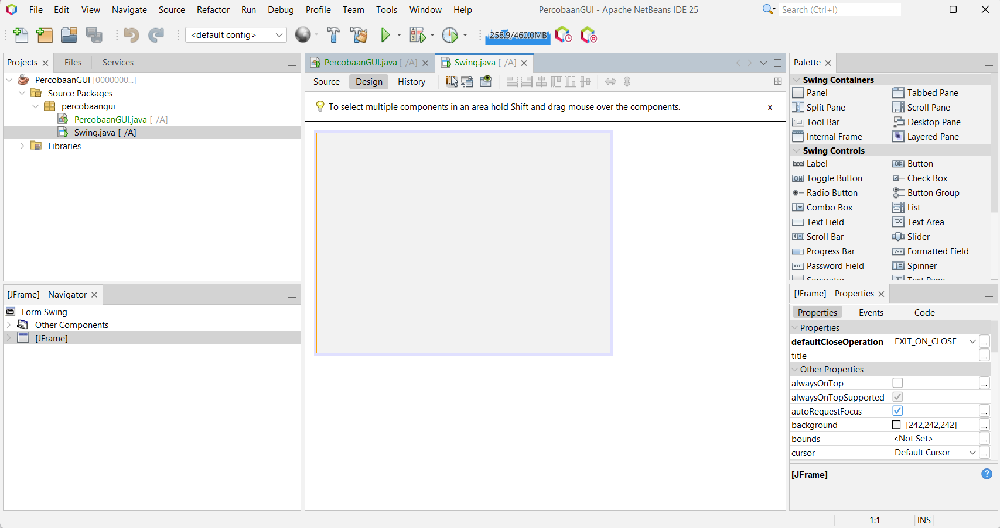 File Edit View Navigate Source Refactor Run Debug Profile Team Tools Window Help PercobaanGUI - Apache NetBeans IDE 25 Search (Ctrl+I)
<default config> 258.9/460.0MB
Projects Files Services
PercobaanGUI [0000000...]
Source Packages
percobaangui
PercobaanGUI.java [-/A]
Swing.java [-/A]
Libraries
[JFrame] - Navigator
Form Swing
Other Components
[JFrame]
PercobaanGUI.java [-/A] Swing.java [-/A]
Source Design History
To select multiple components in an area hold Shift and drag mouse over the components. x
Palette
Swing Containers
Panel Tabbed Pane
Split Pane Scroll Pane
Tool Bar Desktop Pane
Internal Frame Layered Pane
Swing Controls
label Label OK Button
ON Toggle Button Check Box
Radio Button Button Group
Combo Box List
Text Field Text Area
Scroll Bar Slider
Progress Bar Formatted Field
Password Field Spinner
Separator Text Pane
[JFrame] - Properties
Properties Events Code
Properties
defaultCloseOperation EXIT_ON_CLOSE ...
title ...
Other Properties
alwaysOnTop ...
alwaysOnTopSupported
autoRequestFocus ...
background [242,242,242] ...
bounds <Not Set> ...
cursor Default Cursor ...
[JFrame] ?
1:1 INS